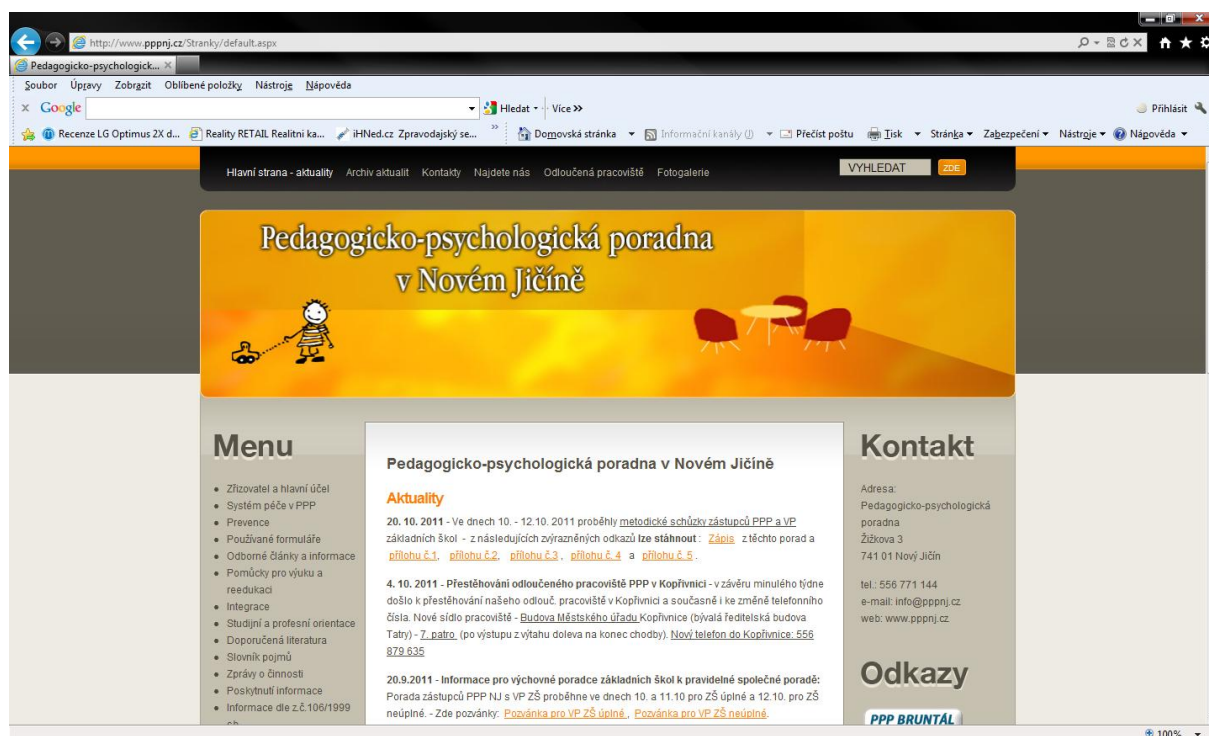 http://www.pppnj.cz/Stranky/default.aspx
Pedagogicko-psychologick...
Soubor Úpravy Zobrazit Oblíbené položky Nástroje Nápověda
x Google Hledat Více >> Přihlásit
Recenze LG Optimus 2X d... Reality RETAIL Realitni ka... iHNed.cz Zpravodajský se... Domovská stránka Informační kanály (J) Přečíst poštu Tisk Stránka Zabezpečení Nástroje Nápověda
Hlavní strana - aktuality Archiv aktualit Kontakty Najdete nás Odloučená pracoviště Fotogalerie VYHLEDAT ZDE
Pedagogicko-psychologická poradna
v Novém Jičíně
Menu
• Zřizovatel a hlavní účel
• Systém péče v PPP
• Prevence
• Používané formuláře
• Odborné články a informace
• Pomůcky pro výuku a
reedukaci
• Integrace
• Studijní a profesní orientace
• Doporučená literatura
• Slovník pojmů
• Zprávy o činnosti
• Poskytnutí informace
• Informace dle z.č.106/1999
Pedagogicko-psychologická poradna v Novém Jičíně
Aktuality
20. 10. 2011 - Ve dnech 10. - 12.10. 2011 proběhly metodické schůzky zástupců PPP a VP
základních škol - z následujících zvýrazněných odkazů lze stáhnout : Zápis z těchto porad a
přílohu č.1, přílohu č.2, přílohu č.3 , přílohu č. 4 a přílohu č. 5 .
4. 10. 2011 - Přestěhování odloučeného pracoviště PPP v Kopřivnici - v závěru minulého týdne
došlo k přestěhování našeho odlouč. pracoviště v Kopřivnici a současně i ke změně telefonního
čísla. Nové sídlo pracoviště - Budova Městského úřadu Kopřivnice (bývalá ředitelská budova
Tatry) - 7. patro (po výstupu z výtahu doleva na konec chodby). Nový telefon do Kopřivnice: 556
879 635
20.9.2011 - Informace pro výchovné poradce základních škol k pravidelné společné poradě:
Porada zástupců PPP NJ s VP ZŠ proběhne ve dnech 10. a 11.10 pro ZŠ úplné a 12.10. pro ZŠ
neúplné. - Zde pozvánky: Pozvánka pro VP ZŠ úplné , Pozvánka pro VP ZŠ neúplné.
Kontakt
Adresa:
Pedagogicko-psychologická
poradna
Žižkova 3
741 01 Nový Jičín
tel.: 556 771 144
e-mail: info@pppnj.cz
web: www.pppnj.cz
Odkazy
PPP BRUNTÁL
100%